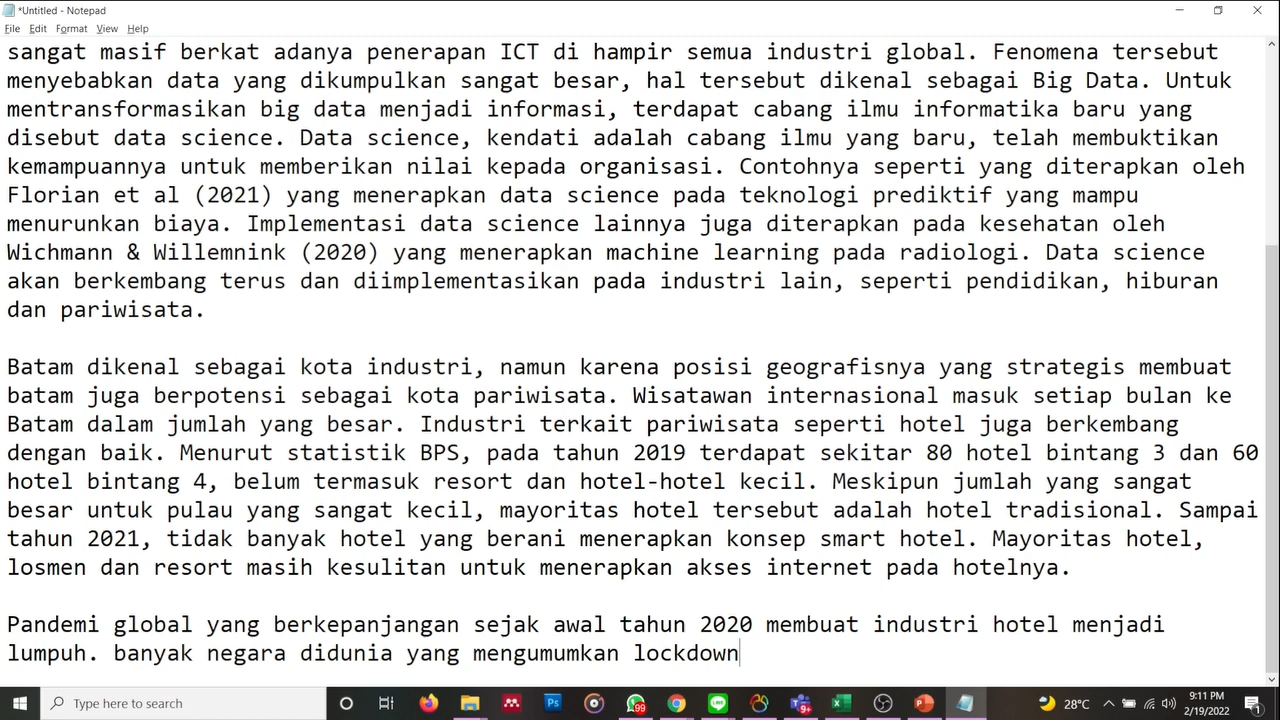 *Untitled - Notepad
File Edit Format View Help
sangat masif berkat adanya penerapan ICT di hampir semua industri global. Fenomena tersebut
menyebabkan data yang dikumpulkan sangat besar, hal tersebut dikenal sebagai Big Data. Untuk
mentransformasikan big data menjadi informasi, terdapat cabang ilmu informatika baru yang
disebut data science. Data science, kendati adalah cabang ilmu yang baru, telah membuktikan
kemampuannya untuk memberikan nilai kepada organisasi. Contohnya seperti yang diterapkan oleh
Florian et al (2021) yang menerapkan data science pada teknologi prediktif yang mampu
menurunkan biaya. Implementasi data science lainnya juga diterapkan pada kesehatan oleh
Wichmann & Willemnink (2020) yang menerapkan machine learning pada radiologi. Data science
akan berkembang terus dan diimplementasikan pada industri lain, seperti pendidikan, hiburan
dan pariwisata.
Batam dikenal sebagai kota industri, namun karena posisi geografisnya yang strategis membuat
batam juga berpotensi sebagai kota pariwisata. Wisatawan internasional masuk setiap bulan ke
Batam dalam jumlah yang besar. Industri terkait pariwisata seperti hotel juga berkembang
dengan baik. Menurut statistik BPS, pada tahun 2019 terdapat sekitar 80 hotel bintang 3 dan 60
hotel bintang 4, belum termasuk resort dan hotel-hotel kecil. Meskipun jumlah yang sangat
besar untuk pulau yang sangat kecil, mayoritas hotel tersebut adalah hotel tradisional. Sampai
tahun 2021, tidak banyak hotel yang berani menerapkan konsep smart hotel. Mayoritas hotel,
losmen dan resort masih kesulitan untuk menerapkan akses internet pada hotelnya.
Pandemi global yang berkepanjangan sejak awal tahun 2020 membuat industri hotel menjadi
lumpuh. banyak negara didunia yang mengumumkan lockdown
Type here to search
99
9+
28°C
9:11 PM
2/19/2022
1